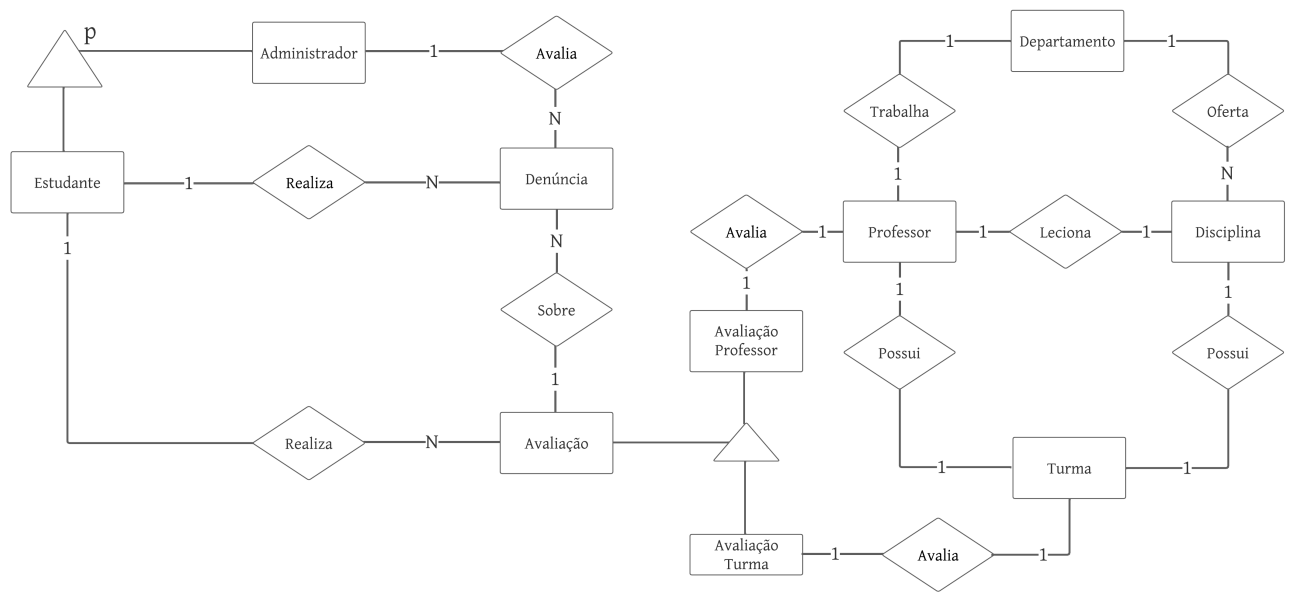 p
Administrador
1
Avalia
N
Estudante
1
Realiza
N
Denúncia
1
N
Sobre
1
Realiza
N
Avaliação
Departamento
1
1
Trabalha
Oferta
1
N
Avalia
1
Professor
1
Leciona
1
Disciplina
1
Avaliação
Professor
1
1
Possui
Possui
1
Turma
1
Avaliação
Turma
1
Avalia
1